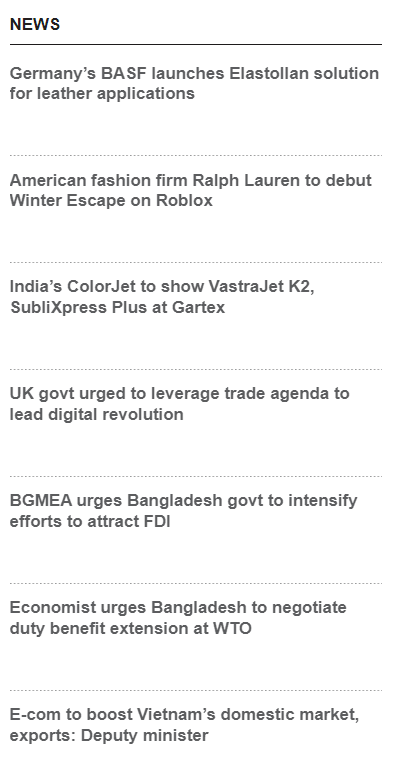 NEWS
Germany’s BASF launches Elastollan solution
for leather applications
American fashion firm Ralph Lauren to debut
Winter Escape on Roblox
India’s ColorJet to show VastraJet K2,
SubliXpress Plus at Gartex
UK govt urged to leverage trade agenda to
lead digital revolution
BGMEA urges Bangladesh govt to intensify
efforts to attract FDI
Economist urges Bangladesh to negotiate
duty benefit extension at WTO
E-com to boost Vietnam’s domestic market,
exports: Deputy minister